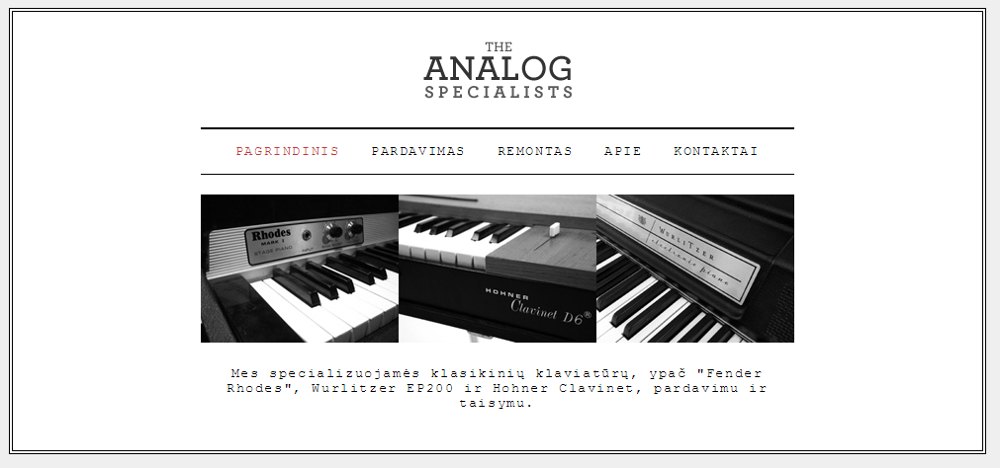 THE
ANALOG
SPECIALISTS
PAGRINDINIS PARDAVIMAS REMONTAS APIE KONTAKTAI
Rhodes
MARK I
STAGE PIANO
HOHNER
Clavinet D6®
WURLITZER
electronic piano
Mes specializuojamės klasikinių klaviatūrų, ypač "Fender
Rhodes", Wurlitzer EP200 ir Hohner Clavinet, pardavimu ir
taisymu.